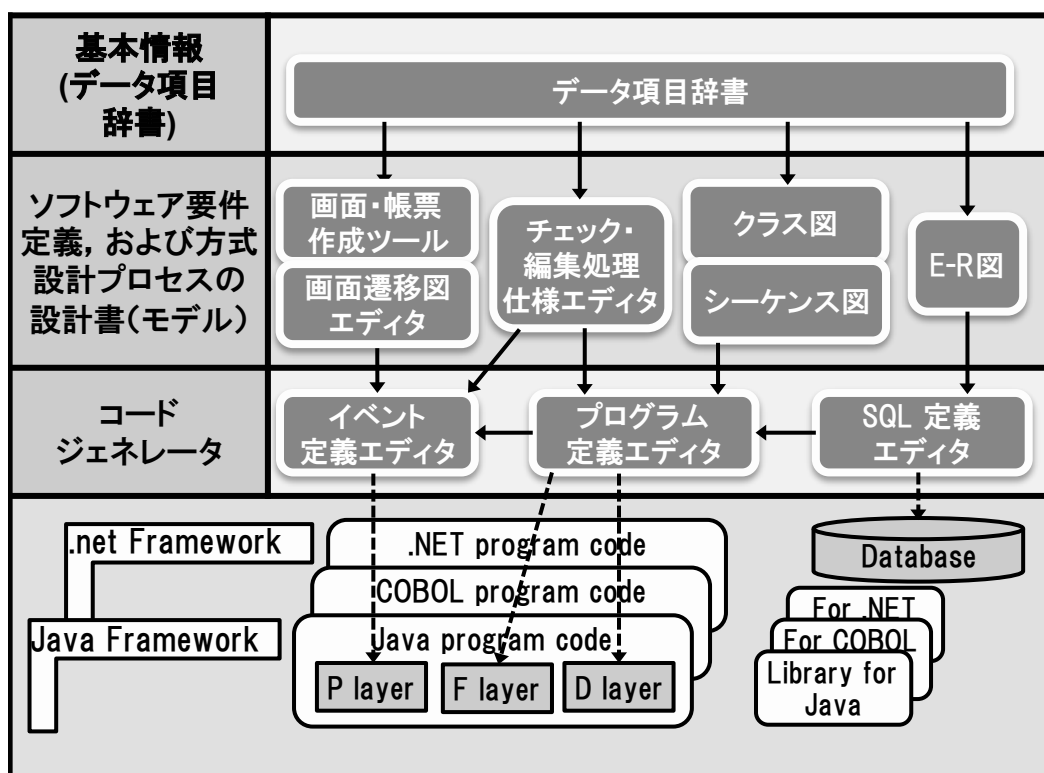 基本情報
(データ項目
辞書)
データ項目辞書
ソフトウェア要件
定義, および方式
設計プロセスの
設計書(モデル)
画面・帳票
作成ツール
画面遷移図
エディタ
チェック・
編集処理
仕様エディタ
クラス図
シーケンス図
E-R図
コード
ジェネレータ
イベント
定義エディタ
プログラム
定義エディタ
SQL 定義
エディタ
.net Framework
Java Framework
.NET program code
COBOL program code
Java program code
P layer
F layer
D layer
Database
For .NET
For COBOL
Library for
Java